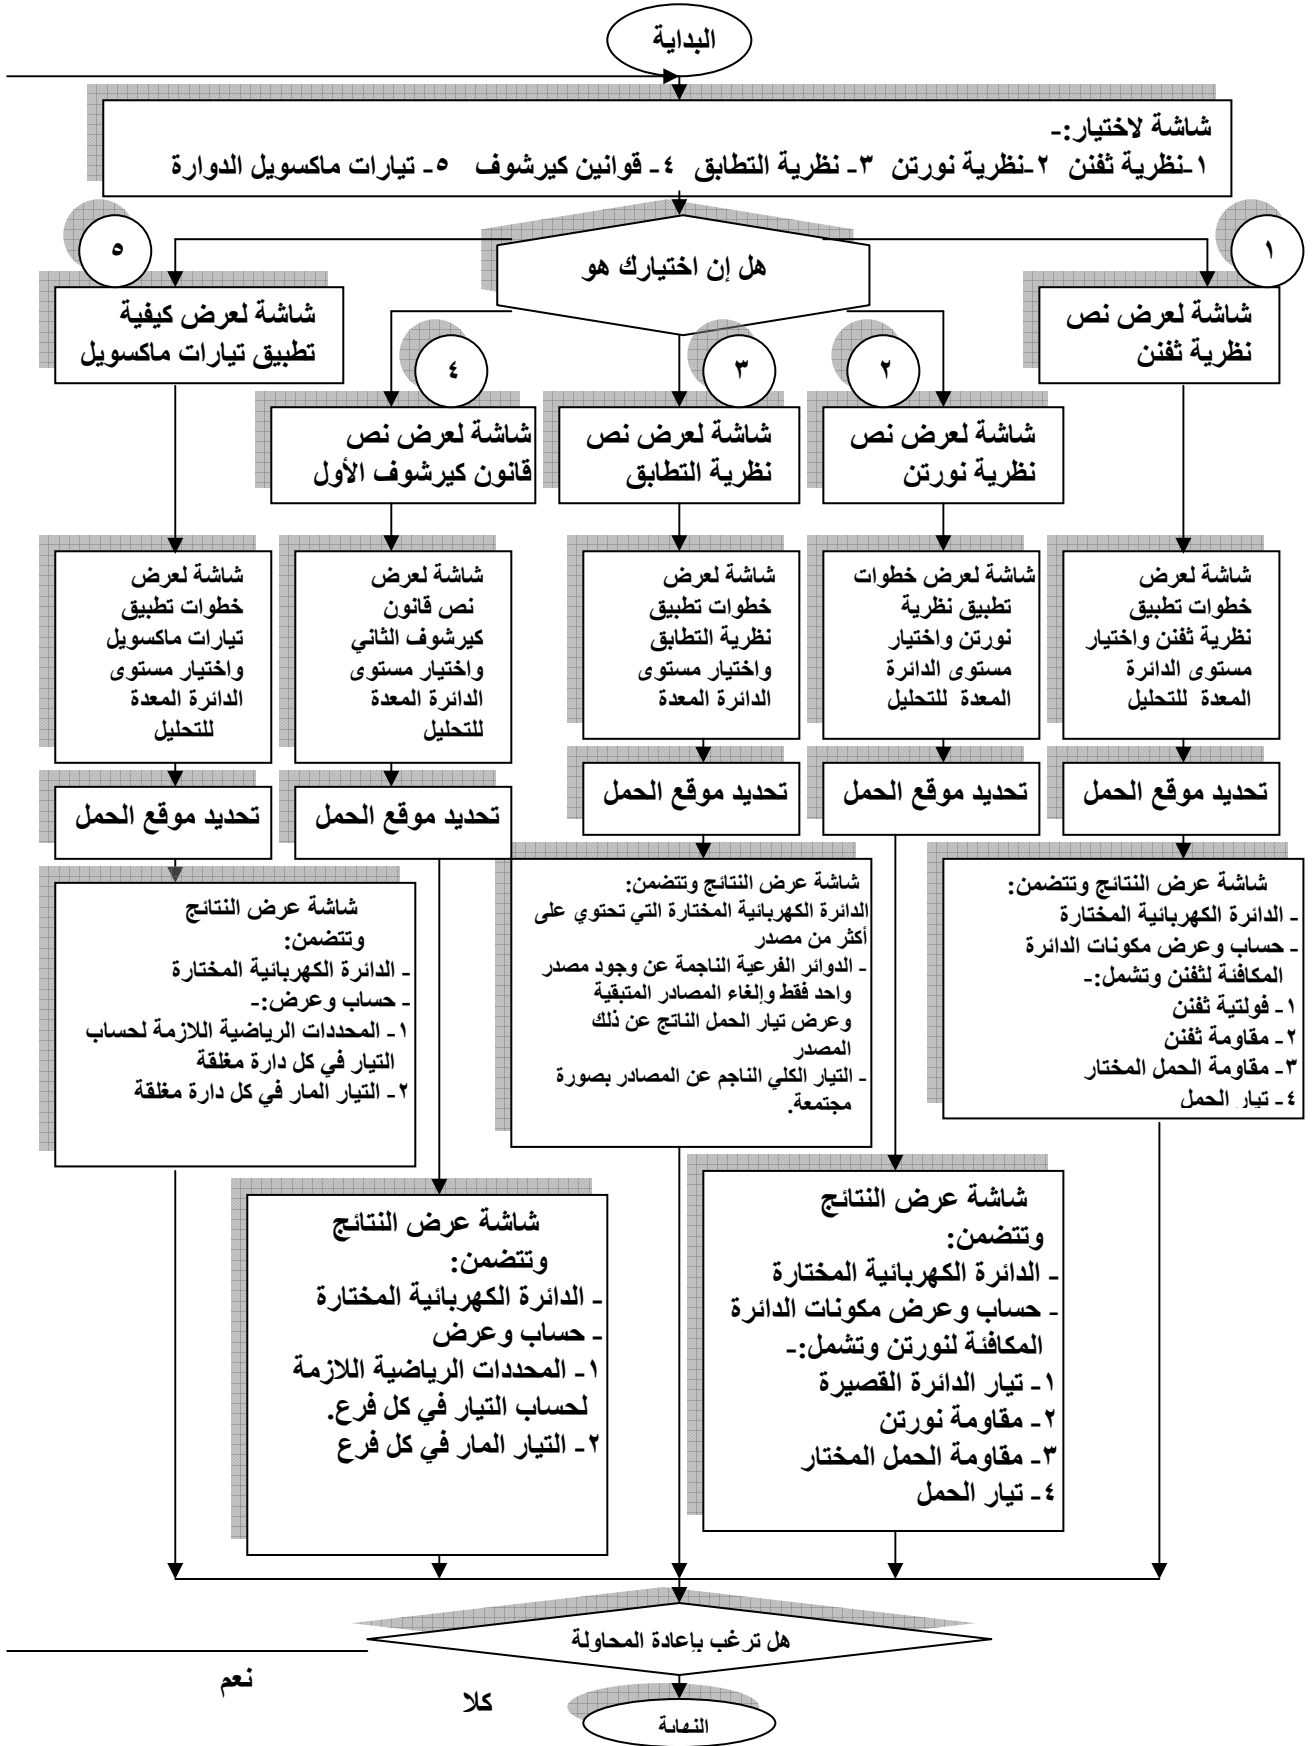 البداية
شاشة لاختيار:-
١-نظرية ثفنن ٢-نظرية نورتن ٣- نظرية التطابق ٤- قوانين كيرشوف ٥- تيارات ماكسويل الدوارة
هل إن اختيارك هو
١
شاشة لعرض نص
نظرية ثفنن
٢
شاشة لعرض نص
نظرية نورتن
٣
شاشة لعرض نص
نظرية التطابق
٤
شاشة لعرض نص
قانون كيرشوف الأول
٥
شاشة لعرض كيفية
تطبيق تيارات ماكسويل
شاشة لعرض
خطوات تطبيق
نظرية ثفنن واختيار
مستوى الدائرة
المعدة للتحليل
شاشة لعرض خطوات
تطبيق نظرية
نورتن واختيار
مستوى الدائرة
المعدة للتحليل
شاشة لعرض
خطوات تطبيق
نظرية التطابق
واختيار مستوى
الدائرة المعدة
شاشة لعرض
نص قانون
كيرشوف الثاني
واختيار مستوى
الدائرة المعدة
للتحليل
شاشة لعرض
خطوات تطبيق
تيارات ماكسويل
واختيار مستوى
الدائرة المعدة
للتحليل
تحديد موقع الحمل
تحديد موقع الحمل
تحديد موقع الحمل
تحديد موقع الحمل
تحديد موقع الحمل
شاشة عرض النتائج وتتضمن:
- الدائرة الكهربائية المختارة
- حساب وعرض مكونات الدائرة
المكافئة لثفنن وتشمل:-
١- فولتية ثفنن
٢- مقاومة ثفنن
٣- مقاومة الحمل المختار
٤- تيار الحمل
شاشة عرض النتائج وتتضمن:
الدائرة الكهربائية المختارة التي تحتوي على
أكثر من مصدر
- الدوائر الفرعية الناجمة عن وجود مصدر
واحد فقط وإلغاء المصادر المتبقية
وعرض تيار الحمل الناتج عن ذلك
المصدر
- التيار الكلي الناجم عن المصادر بصورة
مجتمعة.
شاشة عرض النتائج
وتتضمن:
- الدائرة الكهربائية المختارة
- حساب وعرض:-
١- المحددات الرياضية اللازمة لحساب
التيار في كل دارة مغلقة
٢- التيار المار في كل دارة مغلقة
شاشة عرض النتائج
وتتضمن:
- الدائرة الكهربائية المختارة
- حساب وعرض مكونات الدائرة
المكافئة لنورتن وتشمل:-
١- تيار الدائرة القصيرة
٢- مقاومة نورتن
٣- مقاومة الحمل المختار
٤- تيار الحمل
شاشة عرض النتائج
وتتضمن:
- الدائرة الكهربائية المختارة
- حساب وعرض
١- المحددات الرياضية اللازمة
لحساب التيار في كل فرع.
٢- التيار المار في كل فرع
هل ترغب بإعادة المحاولة
نعم
كلا
النهاية